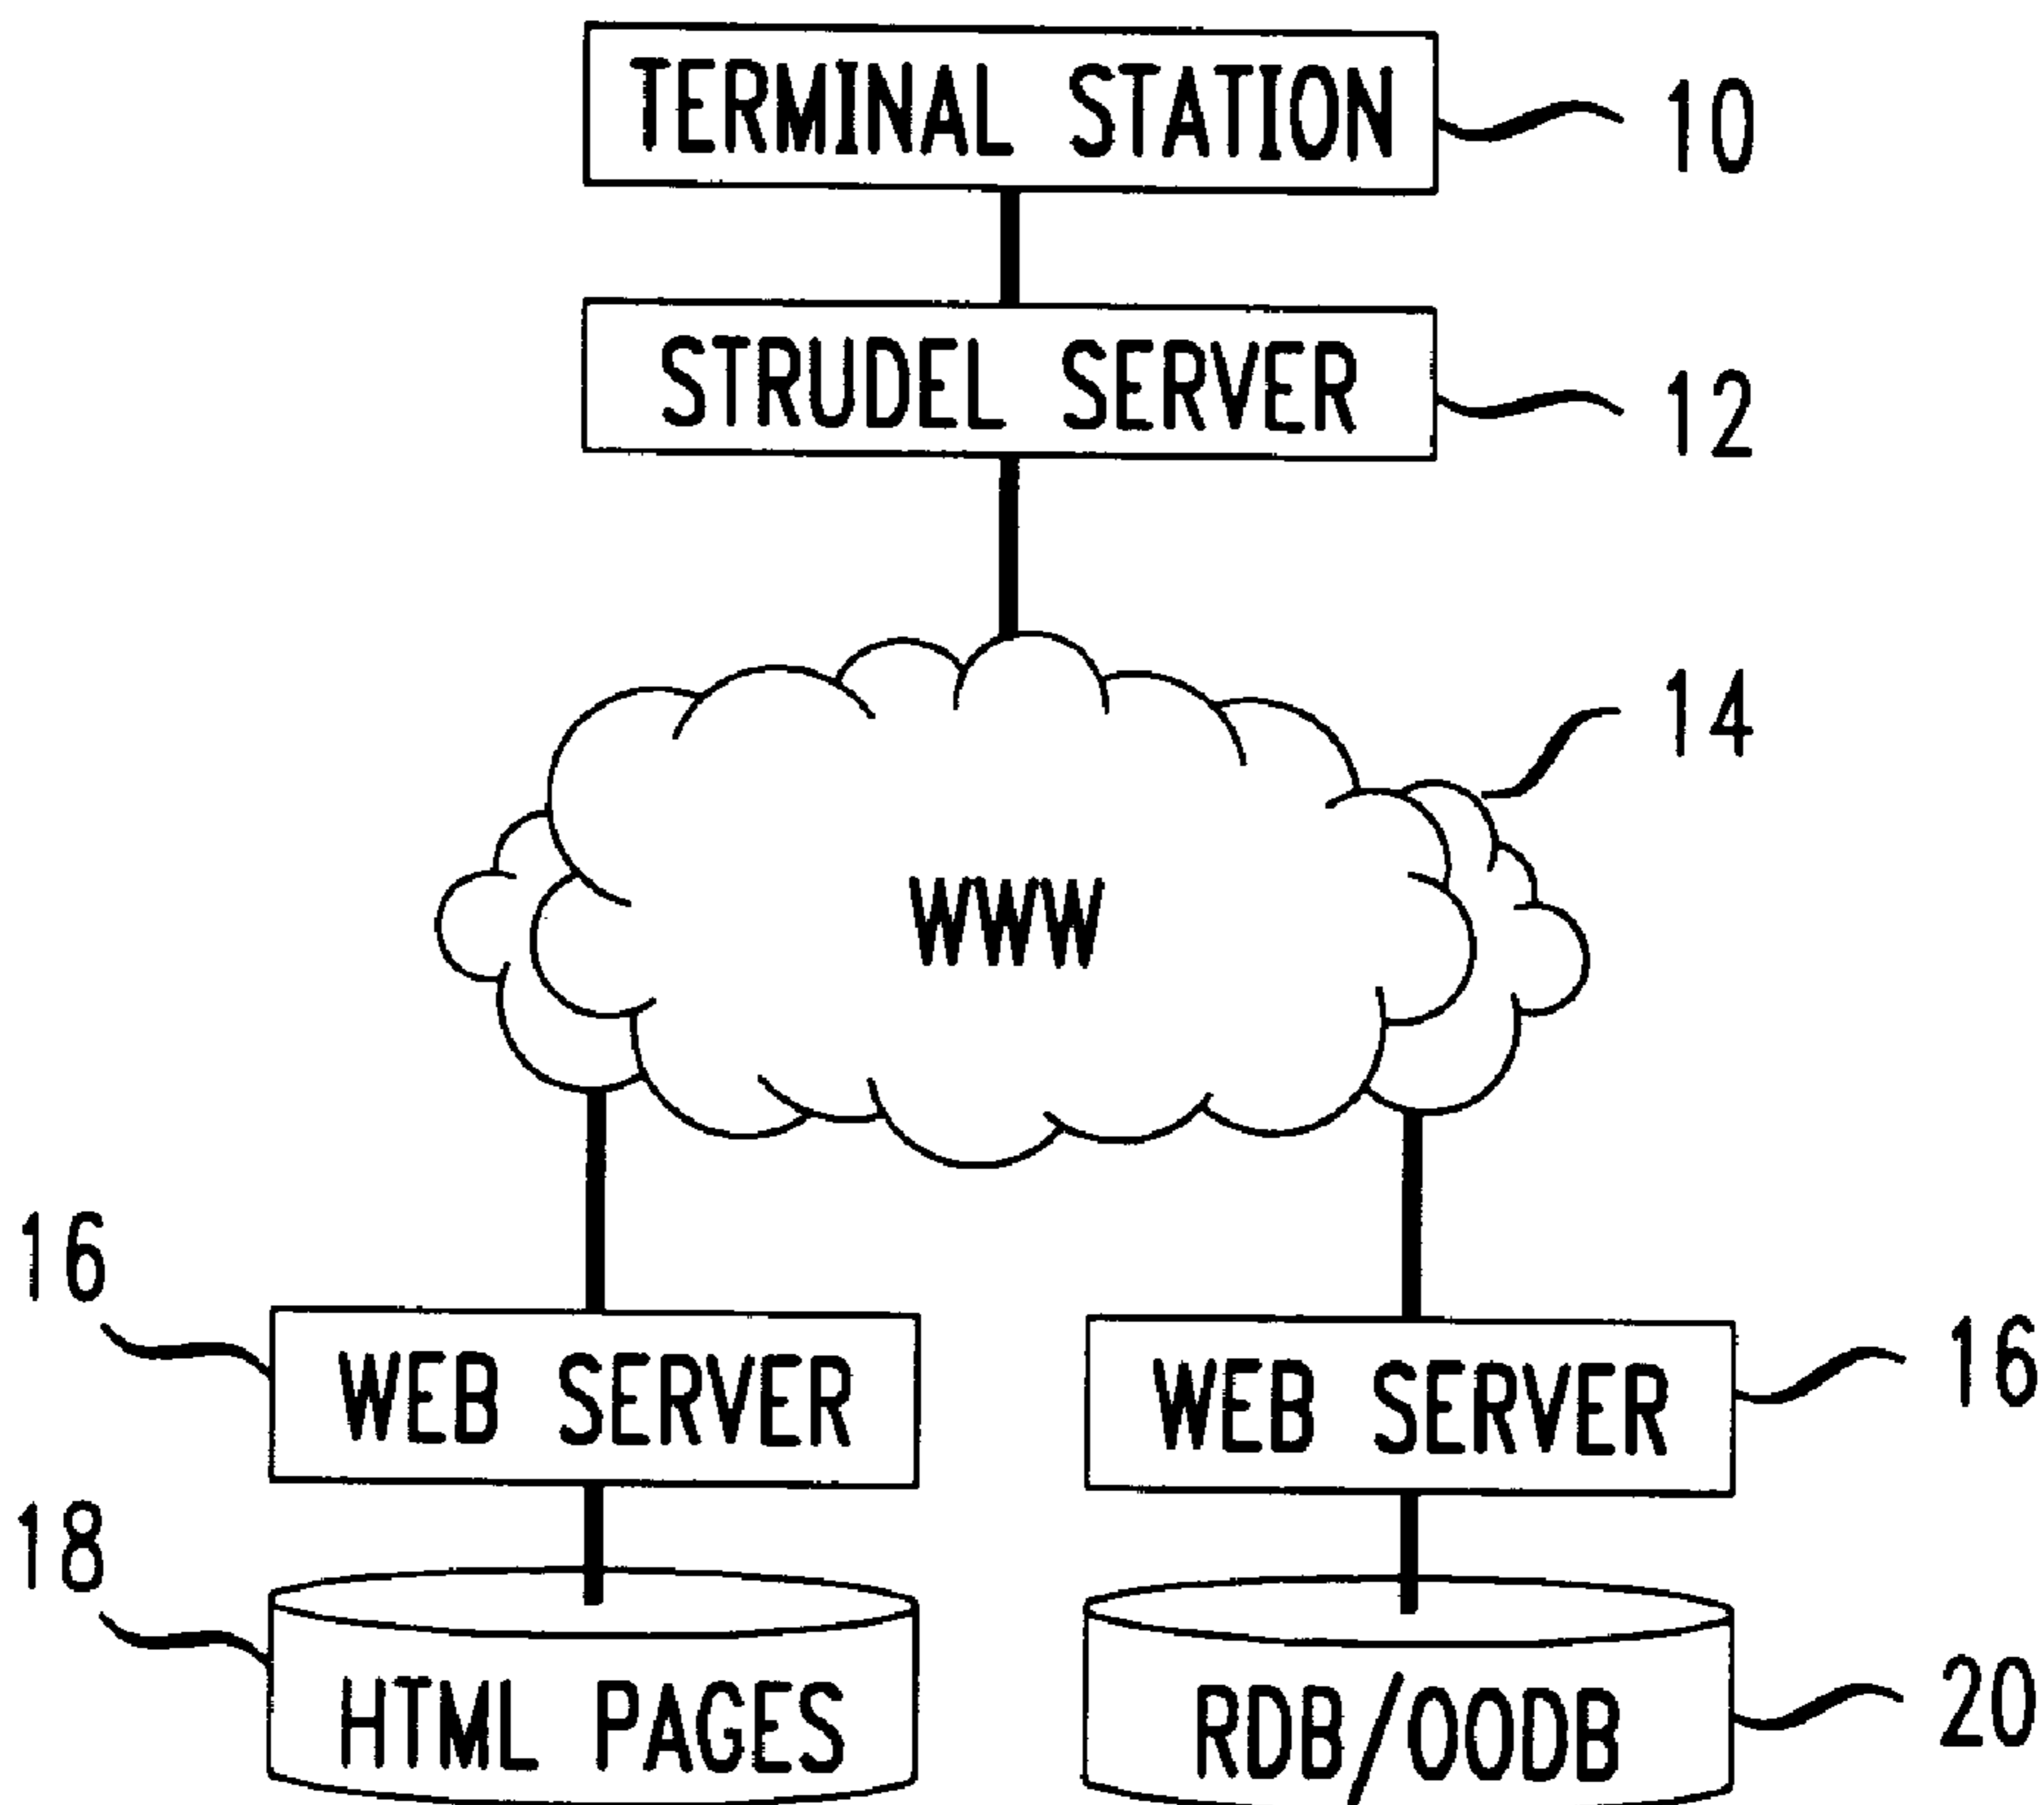 TERMINAL STATION
10
STRUDEL SERVER
12
14
WWW
16
WEB SERVER
WEB SERVER
16
18
HTML PAGES
RDB/OODB
20